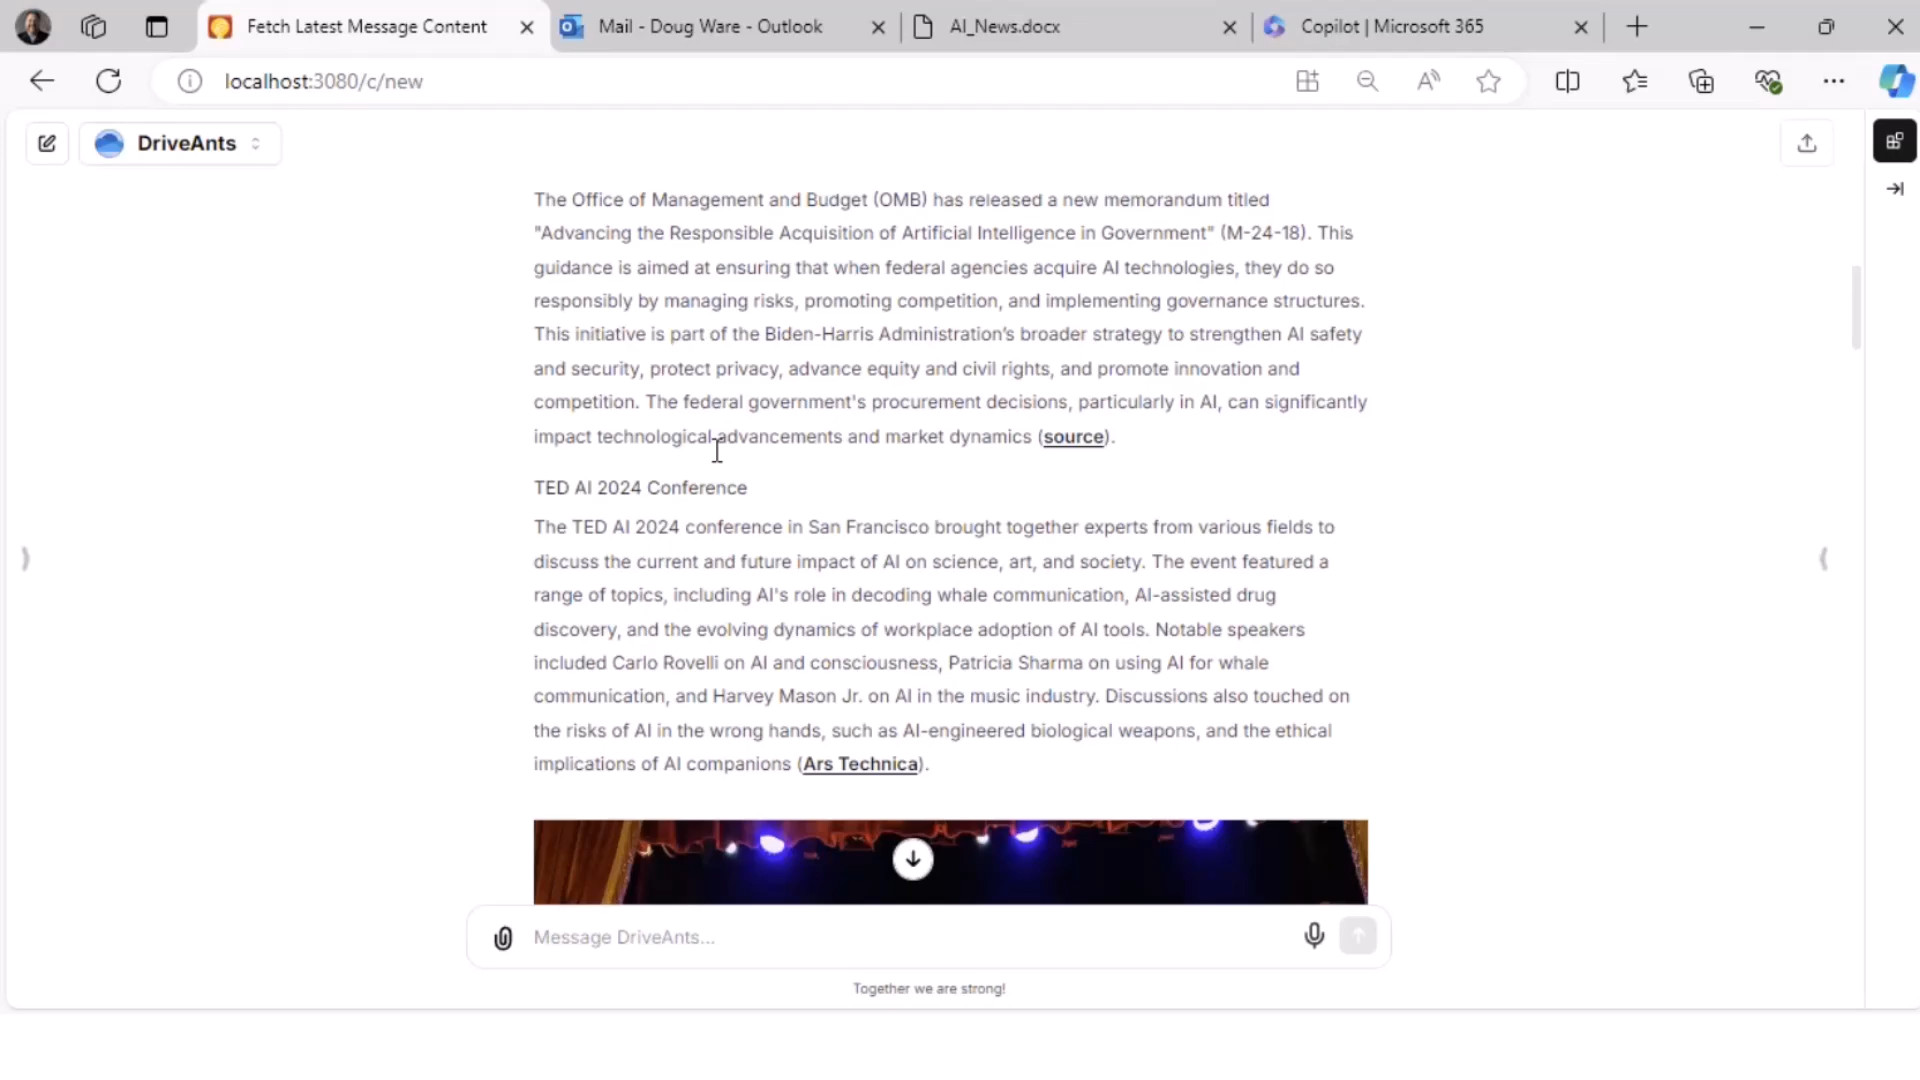 Fetch Latest Message Content
Mail - Doug Ware - Outlook
AI_News.docx
Copilot | Microsoft 365
localhost:3080/c/new
DriveAnts
The Office of Management and Budget (OMB) has released a new memorandum titled
"Advancing the Responsible Acquisition of Artificial Intelligence in Government" (M-24-18). This
guidance is aimed at ensuring that when federal agencies acquire AI technologies, they do so
responsibly by managing risks, promoting competition, and implementing governance structures.
This initiative is part of the Biden-Harris Administration's broader strategy to strengthen AI safety
and security, protect privacy, advance equity and civil rights, and promote innovation and
competition. The federal government's procurement decisions, particularly in AI, can significantly
impact technological advancements and market dynamics (source).
TED AI 2024 Conference
The TED AI 2024 conference in San Francisco brought together experts from various fields to
discuss the current and future impact of AI on science, art, and society. The event featured a
range of topics, including AI's role in decoding whale communication, AI-assisted drug
discovery, and the evolving dynamics of workplace adoption of AI tools. Notable speakers
included Carlo Rovelli on AI and consciousness, Patricia Sharma on using AI for whale
communication, and Harvey Mason Jr. on AI in the music industry. Discussions also touched on
the risks of AI in the wrong hands, such as AI-engineered biological weapons, and the ethical
implications of AI companions (Ars Technica).
Message DriveAnts...
Together we are strong!